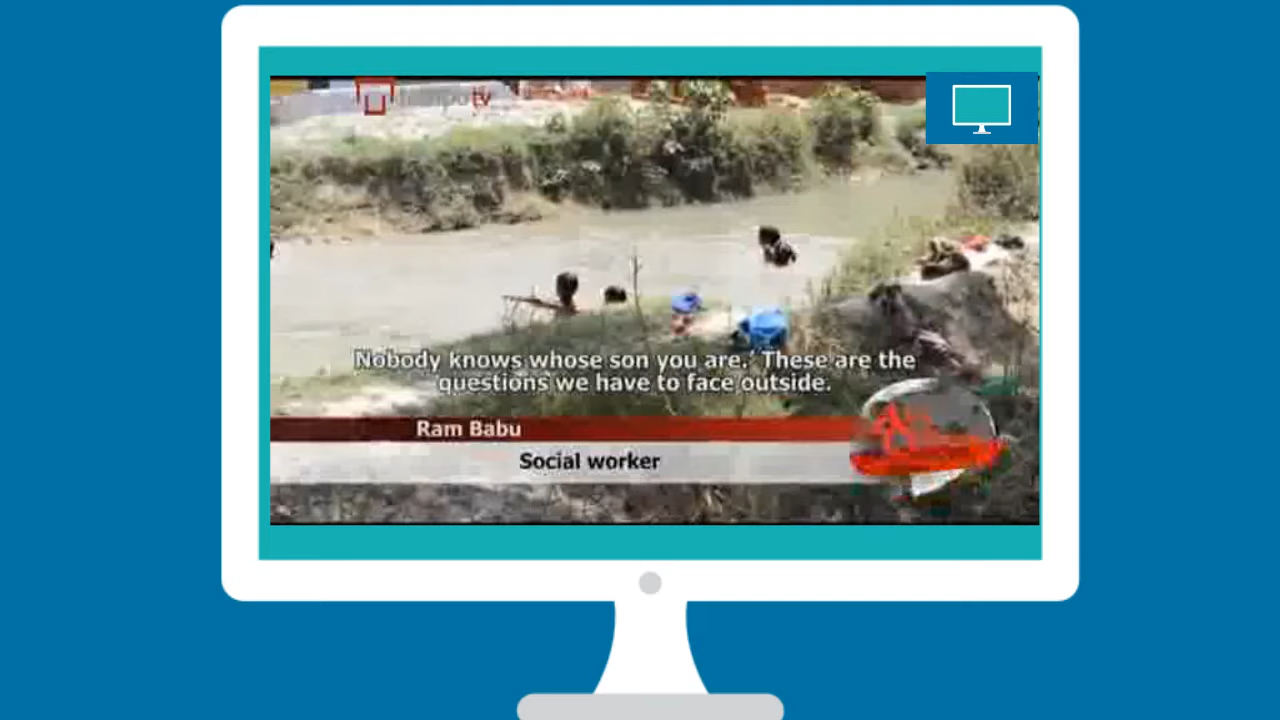 tv
Nobody knows whose son you are.' These are the
questions we have to face outside.
Ram Babu
Social worker